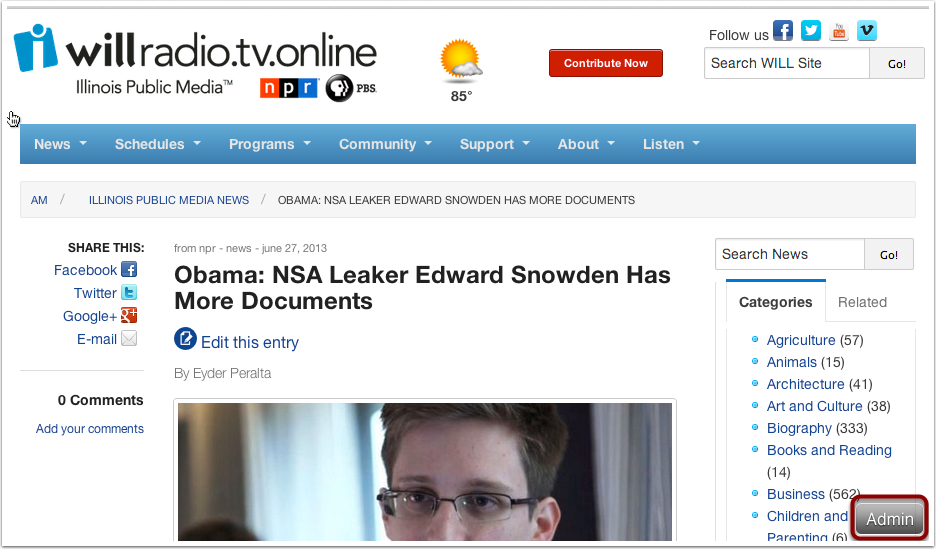 willradio.tv.online
Illinois Public Media™
npr PBS
85°
Contribute Now
Follow us
You Tube
Search WILL Site Go!
News Schedules Programs Community Support About Listen
AM / ILLINOIS PUBLIC MEDIA NEWS / OBAMA: NSA LEAKER EDWARD SNOWDEN HAS MORE DOCUMENTS
SHARE THIS:
Facebook
Twitter
Google+
E-mail
0 Comments
Add your comments
from npr - news - june 27, 2013
Obama: NSA Leaker Edward Snowden Has
More Documents
Edit this entry
By Eyder Peralta
Search News Go!
Categories Related
Agriculture (57)
Animals (15)
Architecture (41)
Art and Culture (38)
Biography (333)
Books and Reading
(14)
Business (562)
Children and
Parenting (6)
Admin